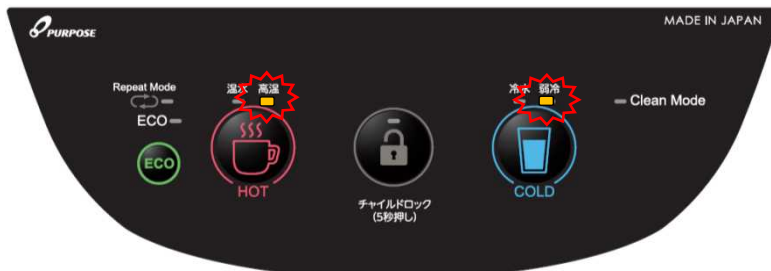 PURPOSE
MADE IN JAPAN
Repeat Mode
温水 高温
冷水 弱冷
ECO
Clean Mode
ECO
HOT
COLD
チャイルドロック
(5秒押し)